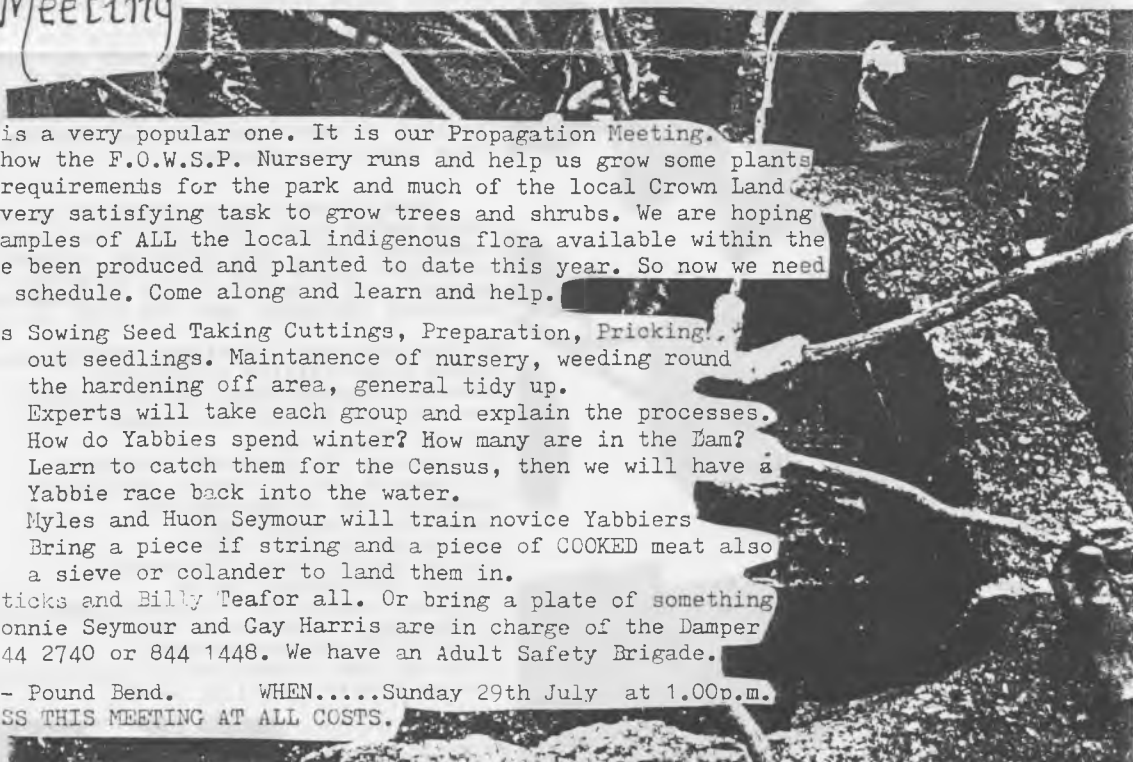 Meeting
is a very popular one. It is our Propagation Meeting.
how the F.O.W.S.P. Nursery runs and help us grow some plants
requirements for the park and much of the local Crown Land
very satisfying task to grow trees and shrubs. We are hoping
amples of ALL the local indigenous flora available within the
e been produced and planted to date this year. So now we need
schedule. Come along and learn and help.
s Sowing Seed Taking Cuttings, Preparation, Pricking
out seedlings. Maintanence of nursery, weeding round
the hardening off area, general tidy up.
Experts will take each group and explain the processes.
How do Yabbies spend winter? How many are in the Dam?
Learn to catch them for the Census, then we will have a
Yabbie race back into the water.
Myles and Huon Seymour will train novice Yabbiers
Bring a piece if string and a piece of COOKED meat also
a sieve or colander to land them in.
ticks and Billy Teafor all. Or bring a plate of something
onnie Seymour and Gay Harris are in charge of the Damper
44 2740 or 844 1448. We have an Adult Safety Brigade.
- Pound Bend. WHEN.....Sunday 29th July at 1.00p.m.
SS THIS MEETING AT ALL COSTS.